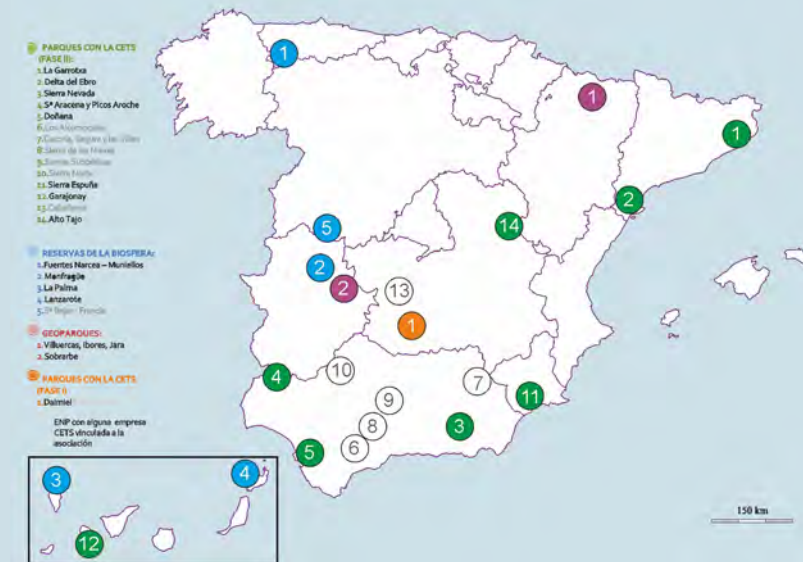 PARQUES CON LA CETS
(FASE II):
1.La Garrotxa
2.Delta del Ebro
3.Sierra Nevada
4.Sª Aracena y Picos Aroche
5.Doñana
6.Los Alcornocales
7.Cazorla, Segura y las Villas
8.Sierra de las Nieves
9.Sierras Subbéticas
10.Sierra Norte
11.Sierra Espuña
12.Garajonay
13.Cabañeros
14.Alto Tajo
RESERVAS DE LA BIOSFERA:
1.Fuentes Narcea – Muniellos
2.Monfragüe
3.La Palma
4.Lanzarote
5.Sª Bejar - Francia
GEOPARQUES:
1.Villuercas, Ibores, Jara
2.Sobrarbe
PARQUES CON LA CETS
(FASE I)
1.Daimiel
ENP con alguna empresa
CETS vinculada a la
asociación
1
1
1
2
5
14
2
2
13
1
10
7
4
11
9
8
3
6
5
3
4
12
150 km